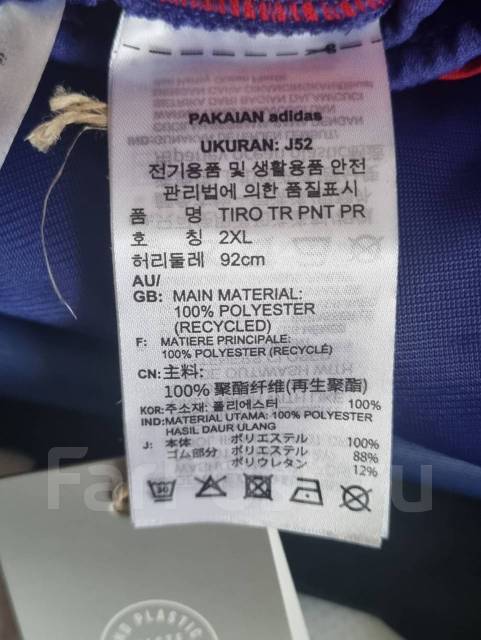 PAKAIAN adidas
UKURAN: J52
전기용품 및 생활용품 안전
관리법에 의한 품질표시
품 명 TIRO TR PNT PR
호 칭 2XL
허리둘레 92cm
AU/
GB: MAIN MATERIAL:
100% POLYESTER
(RECYCLED)
F: MATIERE PRINCIPALE:
100% POLYESTER (RECYCLÉ)
CN: 主料:
100% 聚酯纤维(再生聚酯)
KOR: 주소재: 폴리에스터 100%
IND: MATERIAL UTAMA: 100% POLYESTER
HASIL DAUR ULANG
J: 本体 ポリエステル 100%
ゴム部分 ポリエステル 88%
ポリウレタン 12%
30
PLASTIC